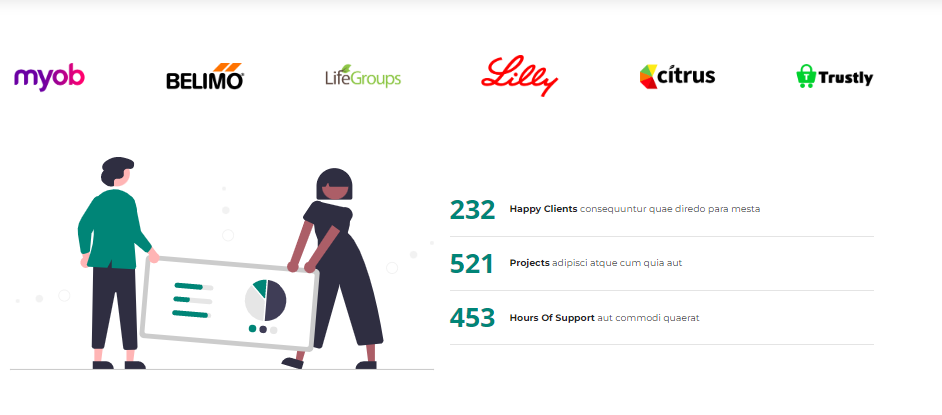 myob
BELIMO
LifeGroups
Lilly
cítrus
Trustly
232 Happy Clients consequuntur quae diredo para mesta
521 Projects adipisci atque cum quia aut
453 Hours Of Support aut commodi quaerat